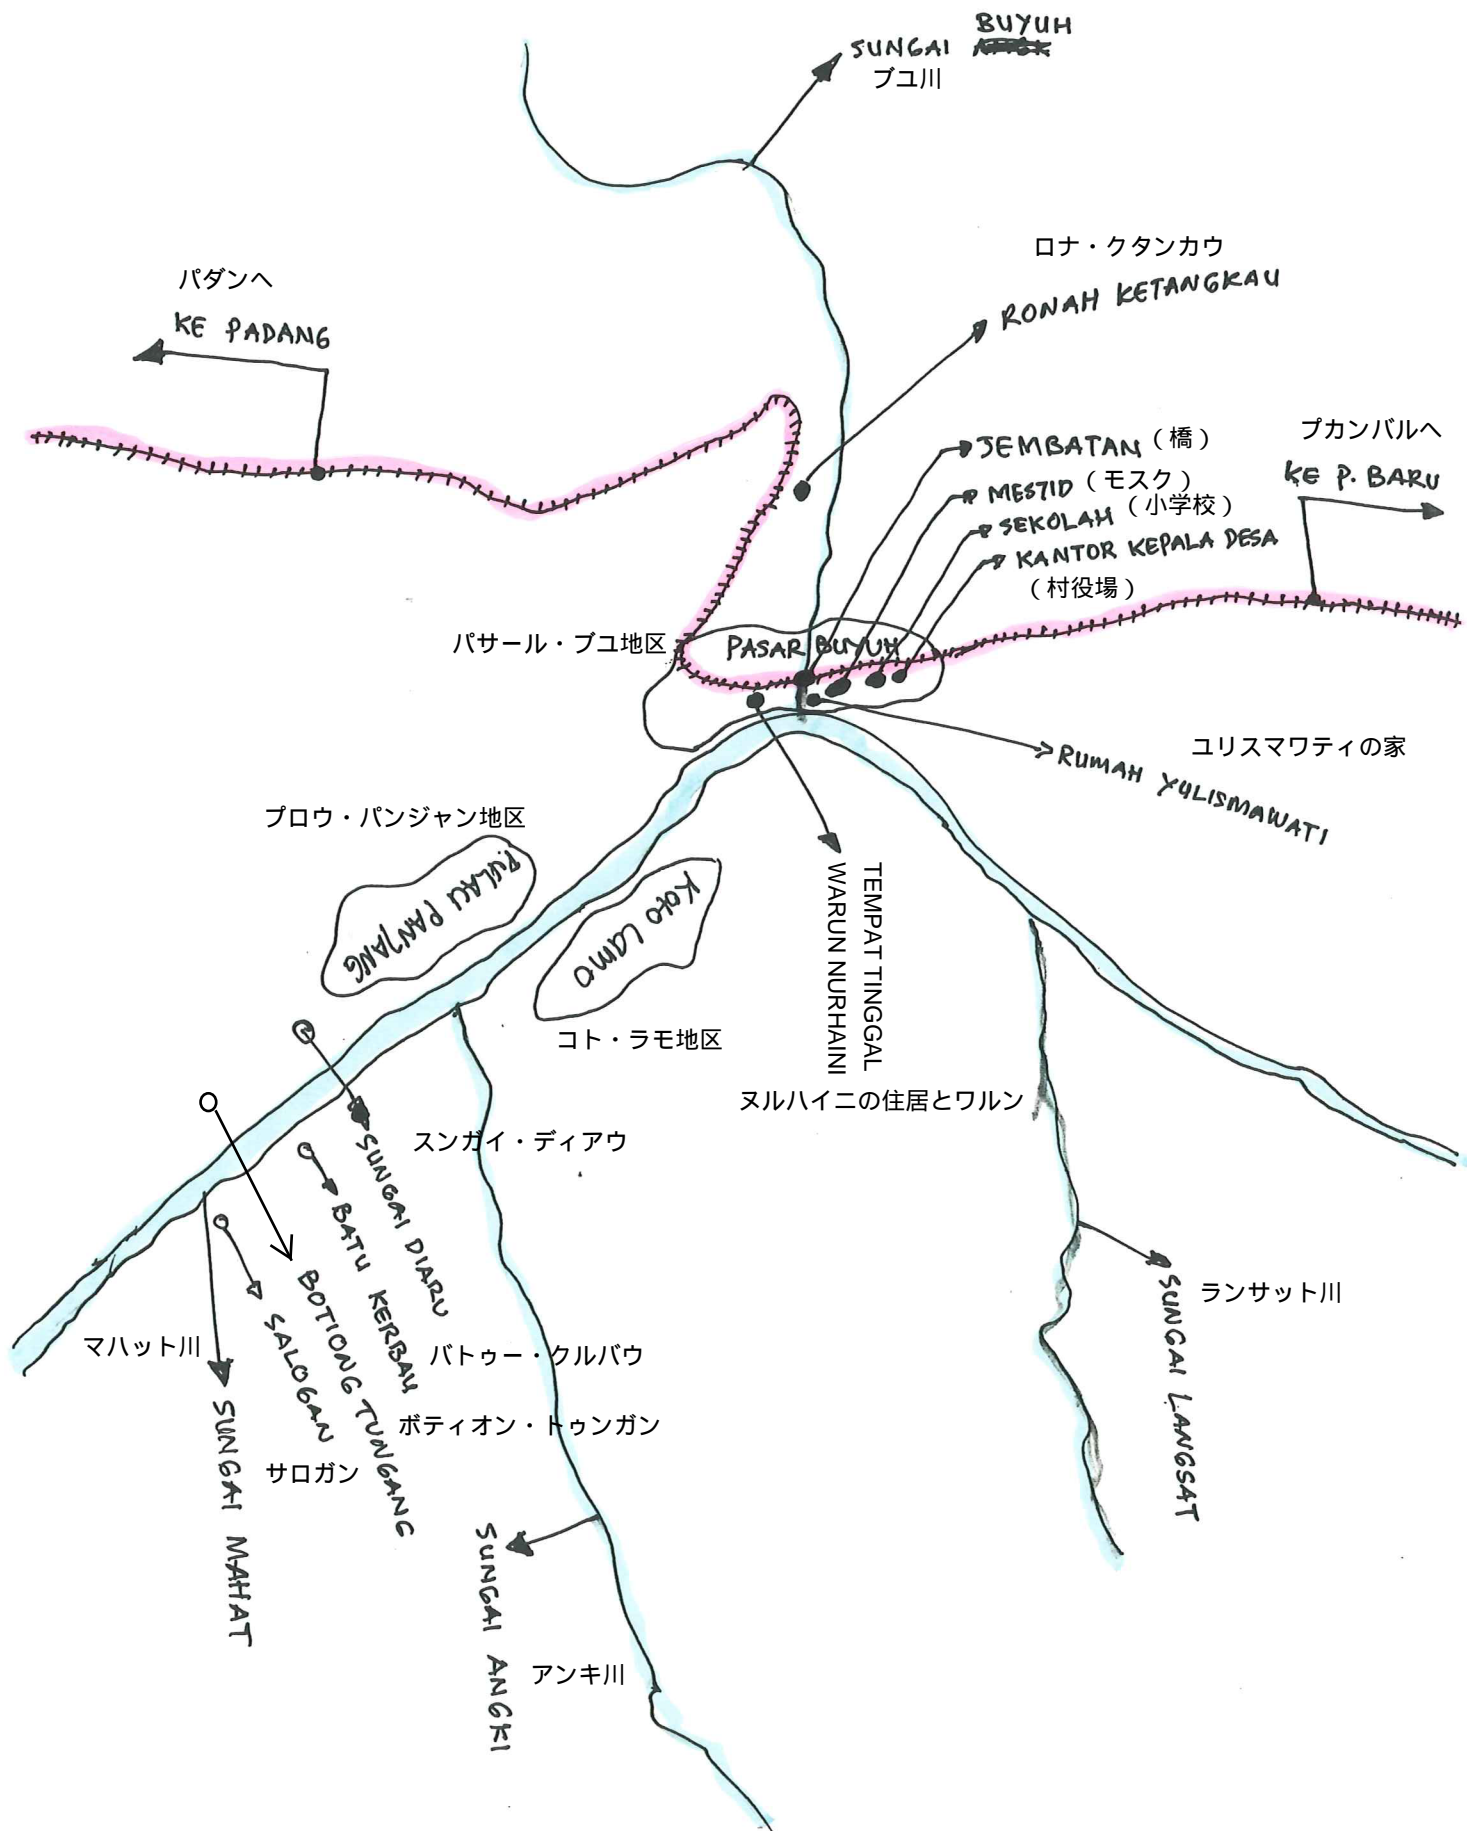 BUYUH
SUNGAI
ブユ川
ロナ・クタンカウ
RONAH KETANGKAU
パダンへ
KE PADANG
JEMBATAN（橋）
MESJID（モスク）
SEKOLAH（小学校）
KANTOR KEPALA DESA
（村役場）
プカンバルへ
KE P. BARU
パサール・ブユ地区
PASAR BUYUH
ユリスマワティの家
RUMAH YULISMAWATI
プロウ・パンジャン地区
PULAU PANJANG
KOTO LAMO
コト・ラモ地区
TEMPAT TINGGAL
WARUN NURHAINI
ヌルハイニの住居とワルン
スンガイ・ディアウ
SUNGAI DIARU
BATU KERBAU
バトゥー・クルバウ
BOTIONG TUNGANG
ボティオン・トゥンガン
SALOGAN
サロガン
マハット川
SUNGAI MAHAT
SUNGAI ANGKI
アンキ川
ランサット川
SUNGAI LANGSAT